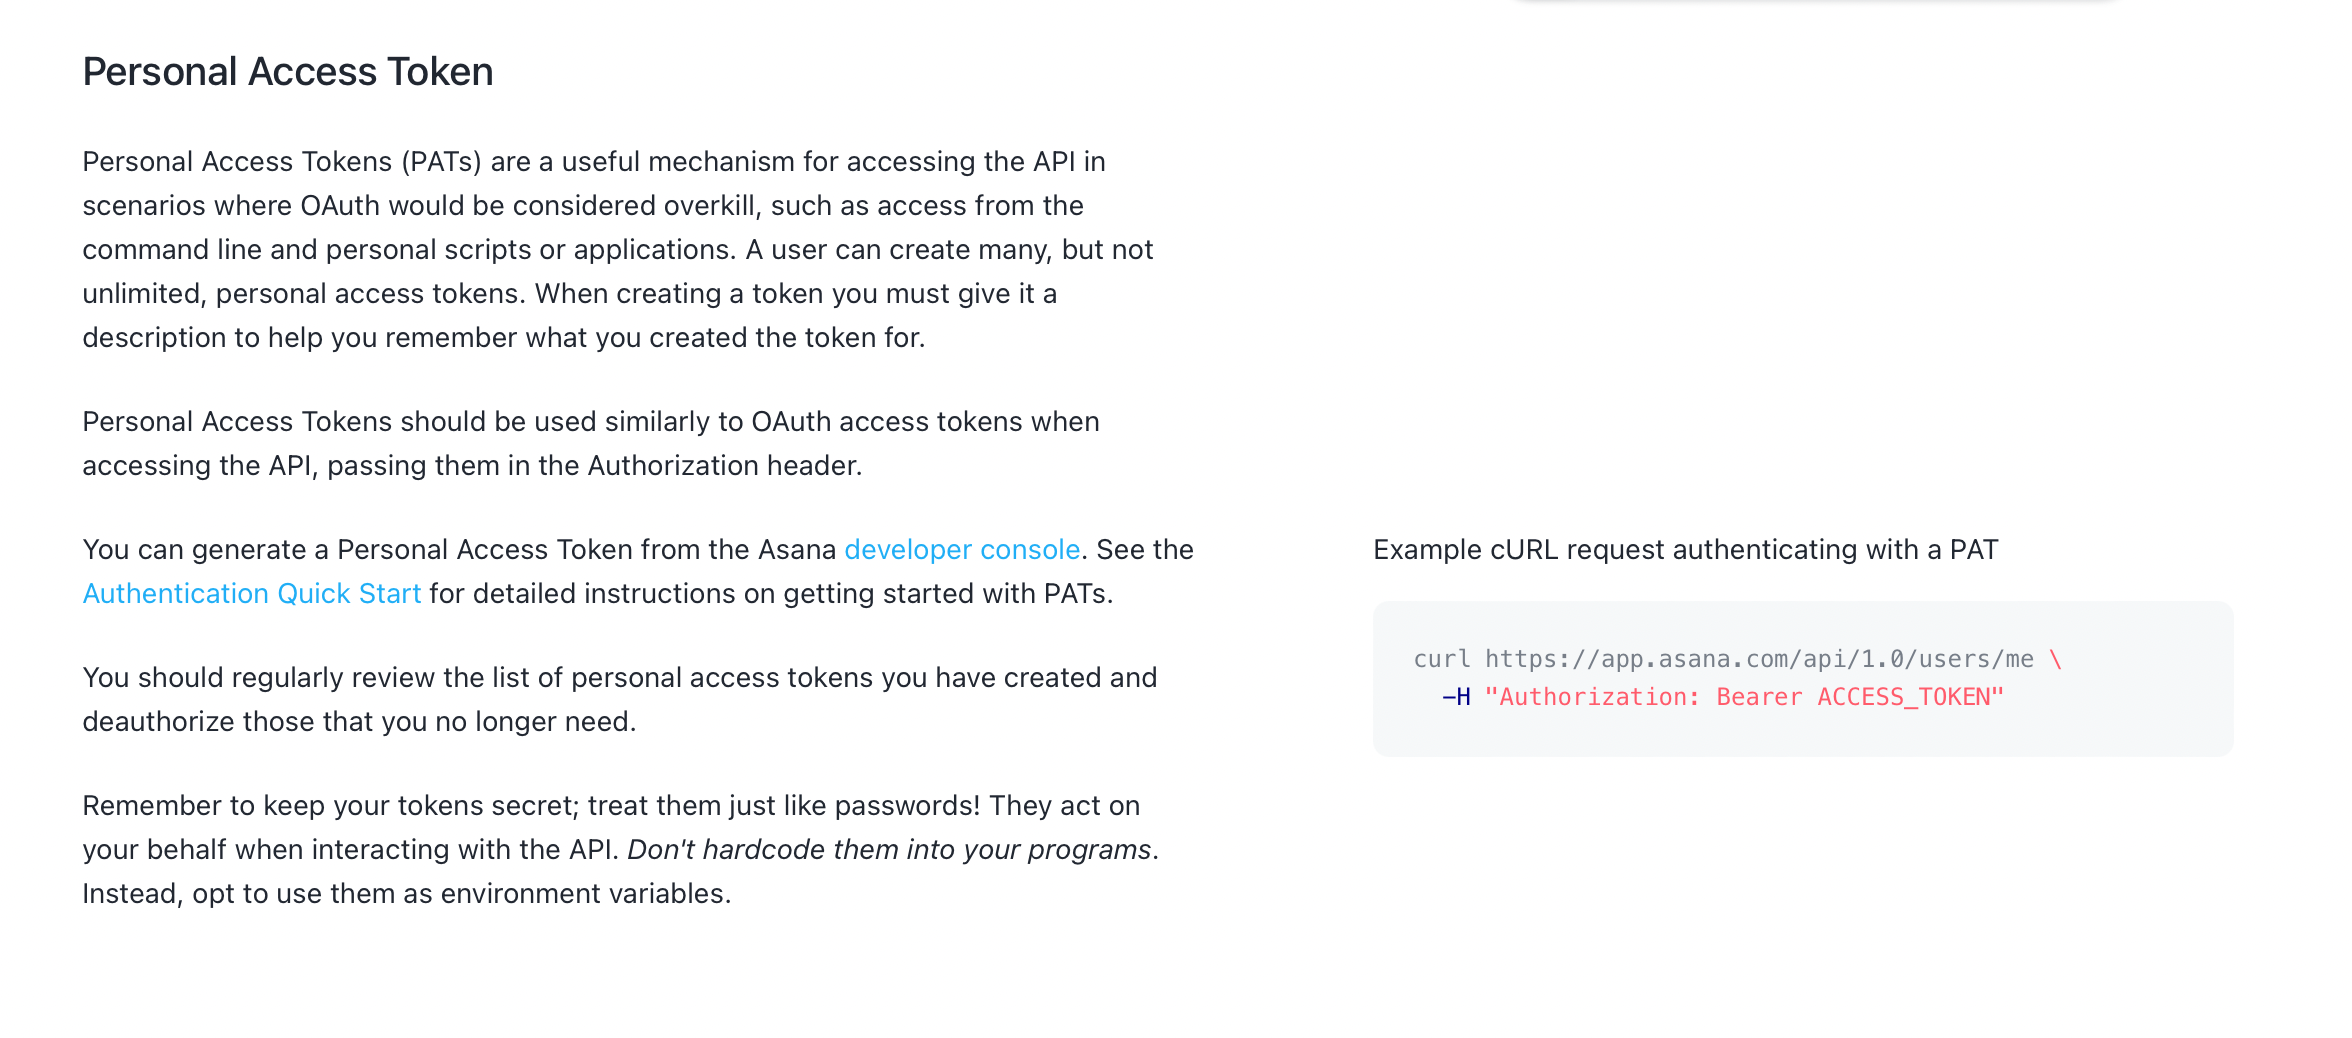 Personal Access Token
Personal Access Tokens (PATs) are a useful mechanism for accessing the API in
scenarios where OAuth would be considered overkill, such as access from the
command line and personal scripts or applications. A user can create many, but not
unlimited, personal access tokens. When creating a token you must give it a
description to help you remember what you created the token for.
Personal Access Tokens should be used similarly to OAuth access tokens when
accessing the API, passing them in the Authorization header.
You can generate a Personal Access Token from the Asana developer console. See the
Authentication Quick Start for detailed instructions on getting started with PATs.
You should regularly review the list of personal access tokens you have created and
deauthorize those that you no longer need.
Remember to keep your tokens secret; treat them just like passwords! They act on
your behalf when interacting with the API. Don't hardcode them into your programs.
Instead, opt to use them as environment variables.
Example cURL request authenticating with a PAT
curl https://app.asana.com/api/1.0/users/me \
  -H "Authorization: Bearer ACCESS_TOKEN"